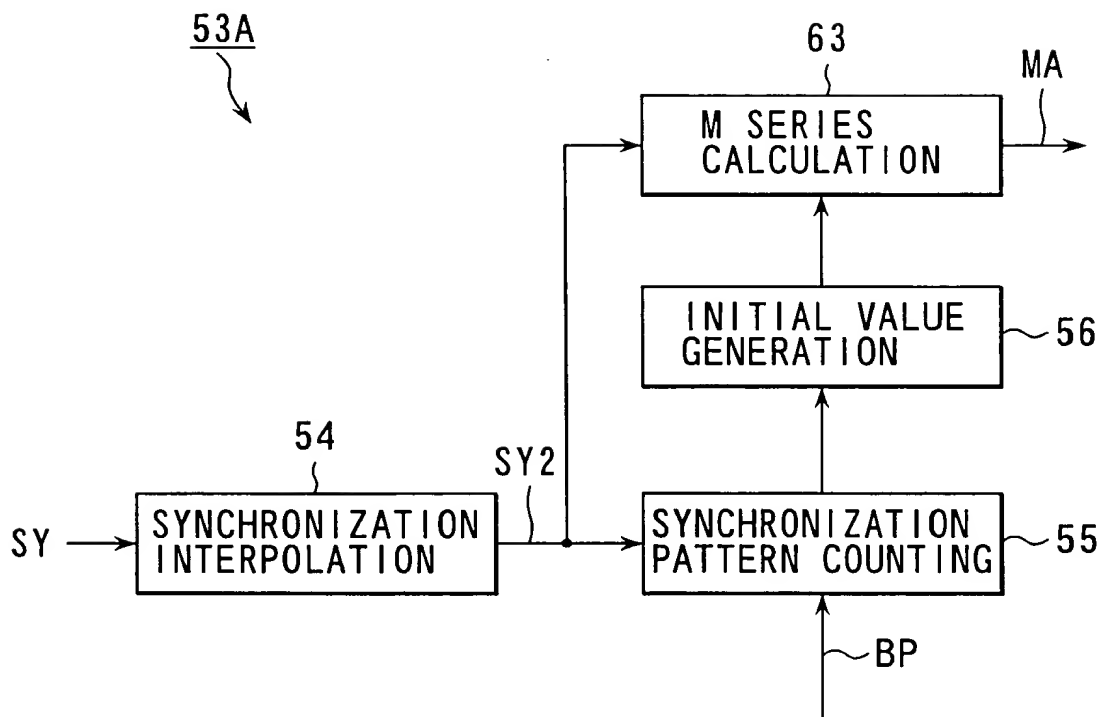 53A
63
MA
M SERIES
CALCULATION
INITIAL VALUE
GENERATION
56
54
SY2
SY
SYNCHRONIZATION
INTERPOLATION
SYNCHRONIZATION
PATTERN COUNTING
55
BP